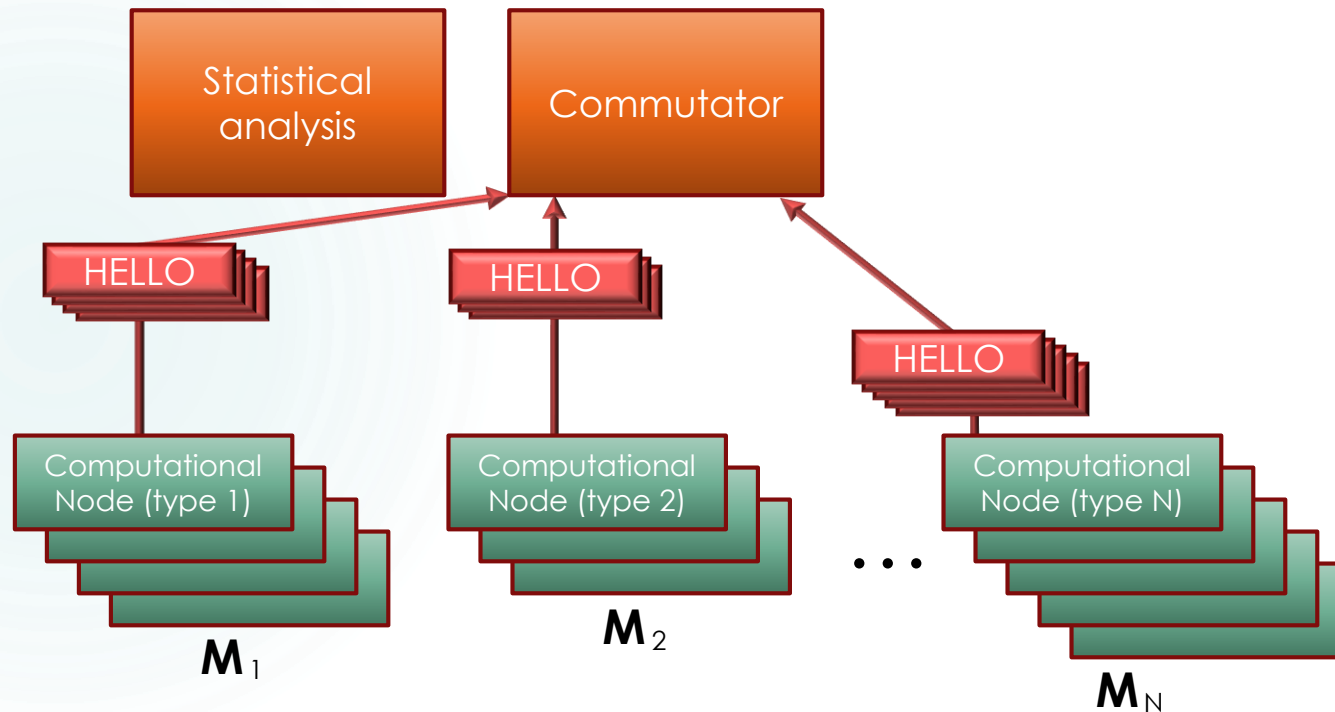 Statistical
analysis
Commutator
HELLO
HELLO
HELLO
Computational
Node (type 1)
Computational
Node (type 2)
Computational
Node (type N)
...
M1
M2
MN